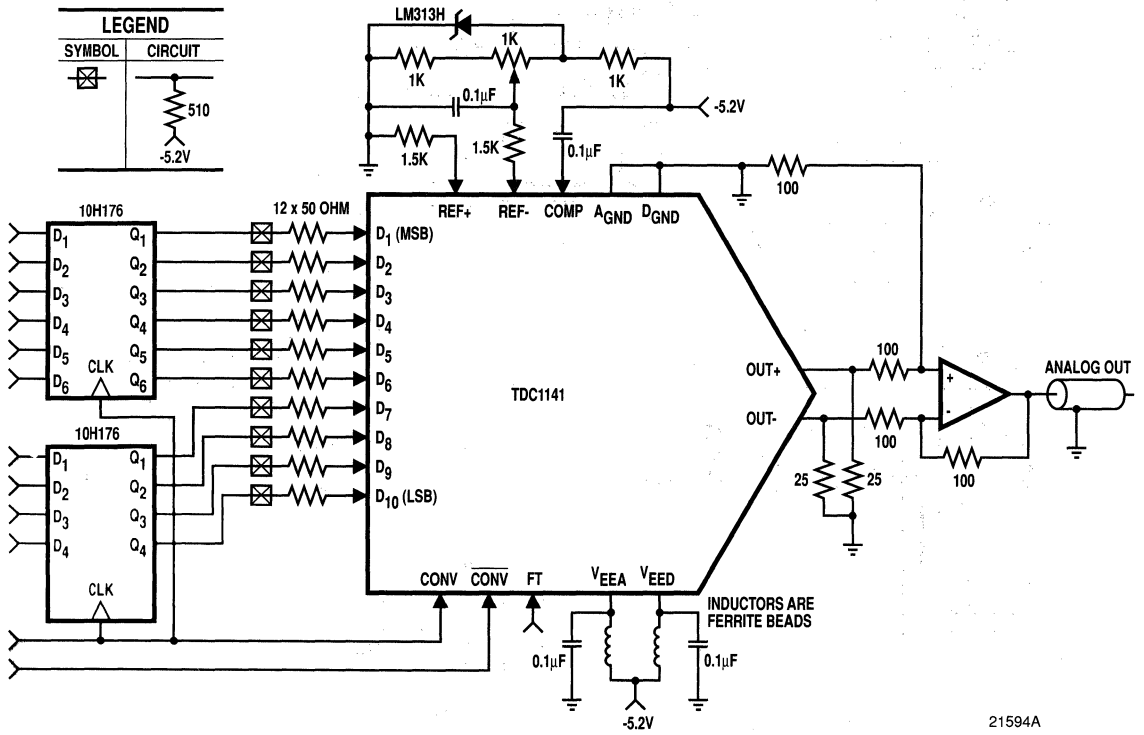 LEGEND
SYMBOL CIRCUIT
510
-5.2V
LM313H
1K
1K
1K
0.1µF
-5.2V
1.5K
1.5K
0.1µF
100
REF+ REF- COMP AGND DGND
10H176
12 x 50 OHM
D1 Q1 D1 (MSB)
D2 Q2 D2
D3 Q3 D3
D4 Q4 D4
D5 Q5 D5
CLK
D6 Q6 D6
TDC1141
OUT+
OUT-
100
+
-
100
100
ANALOG OUT
25 25
10H176
D7
D1 Q1 D8
D2 Q2 D9
D3 Q3 D10 (LSB)
D4 Q4
CLK
CONV CONV FT VEEA VEED
INDUCTORS ARE
FERRITE BEADS
0.1µF 0.1µF
-5.2V
21594A